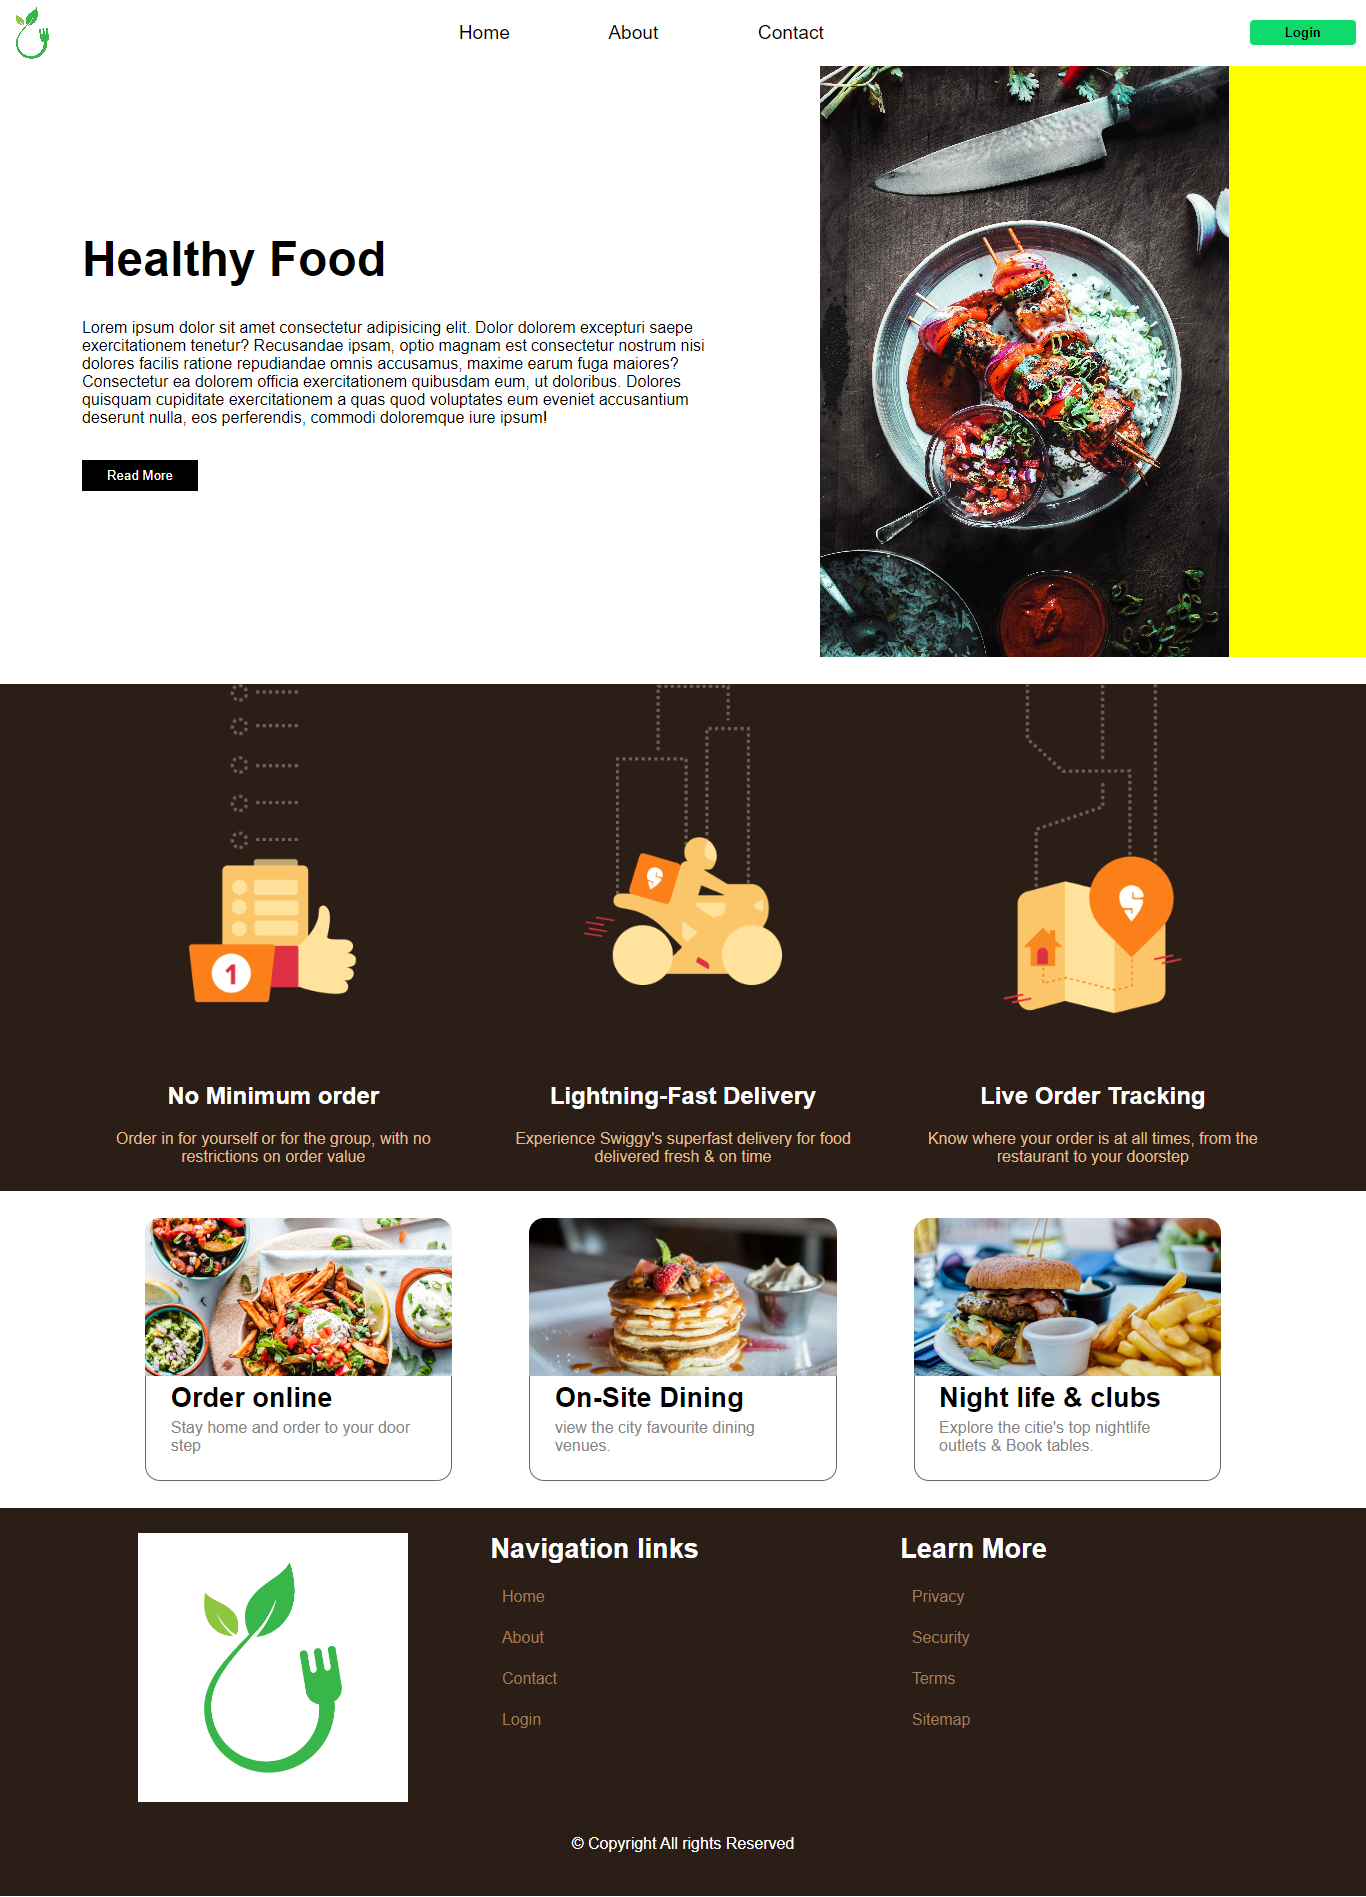 Home About Contact Login
Healthy Food
Lorem ipsum dolor sit amet consectetur adipisicing elit. Dolor dolorem excepturi saepe
exercitationem tenetur? Recusandae ipsam, optio magnam est consectetur nostrum nisi
dolores facilis ratione repudiandae omnis accusamus, maxime earum fuga maiores?
Consectetur ea dolorem officia exercitationem quibusdam eum, ut doloribus. Dolores
quisquam cupiditate exercitationem a quas quod voluptates eum eveniet accusantium
deserunt nulla, eos perferendis, commodi doloremque iure ipsum!
Read More
1
No Minimum order
Order in for yourself or for the group, with no
restrictions on order value
Lightning-Fast Delivery
Experience Swiggy's superfast delivery for food
delivered fresh & on time
Live Order Tracking
Know where your order is at all times, from the
restaurant to your doorstep
Order online
Stay home and order to your door
step
On-Site Dining
view the city favourite dining
venues.
Night life & clubs
Explore the citie's top nightlife
outlets & Book tables.
Navigation links
Home
About
Contact
Login
Learn More
Privacy
Security
Terms
Sitemap
© Copyright All rights Reserved